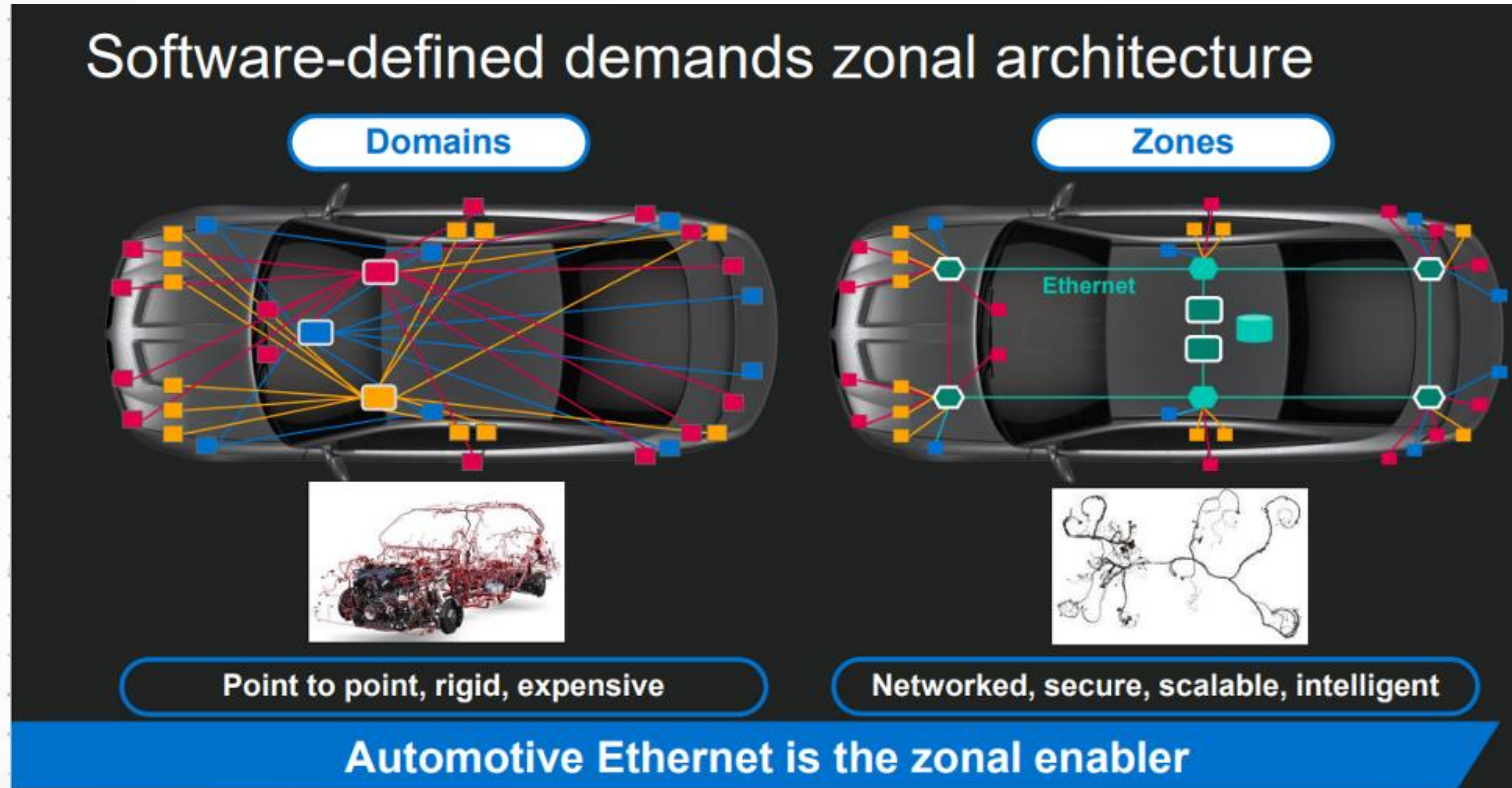 Software-defined demands zonal architecture
Domains
Zones
Ethernet
Point to point, rigid, expensive
Networked, secure, scalable, intelligent
Automotive Ethernet is the zonal enabler